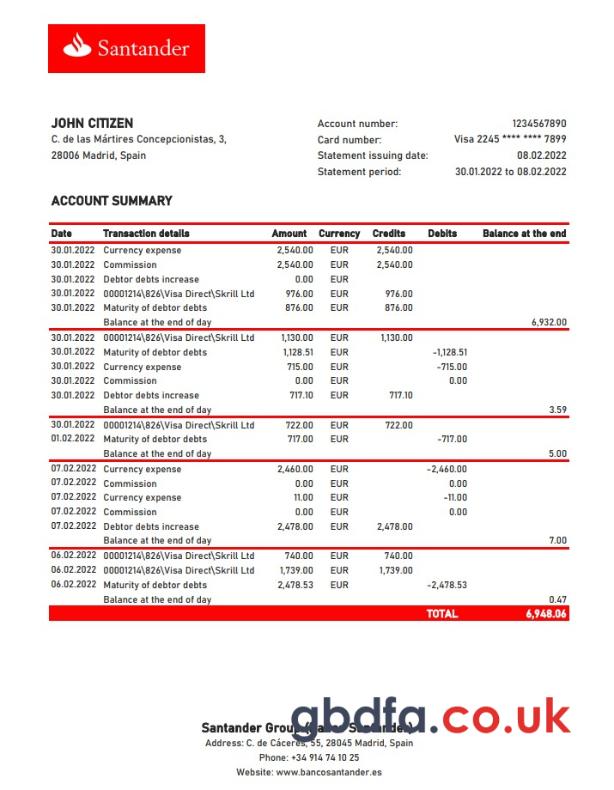 Santander
JOHN CITIZEN
C. de las Mártires Concepcionistas, 3,
28006 Madrid, Spain
Account number: 1234567890
Card number: Visa 2245 **** **** 7899
Statement issuing date: 08.02.2022
Statement period: 30.01.2022 to 08.02.2022
ACCOUNT SUMMARY
Date Transaction details Amount Currency Credits Debits Balance at the end
30.01.2022 Currency expense 2,540.00 EUR 2,540.00
30.01.2022 Commission 2,540.00 EUR 2,540.00
30.01.2022 Debtor debts increase 0.00 EUR
30.01.2022 00001214\826\Visa Direct\Skrill Ltd 976.00 EUR 976.00
30.01.2022 Maturity of debtor debts 876.00 EUR 876.00
Balance at the end of day 6,932.00
30.01.2022 00001214\826\Visa Direct\Skrill Ltd 1,130.00 EUR 1,130.00
30.01.2022 Maturity of debtor debts 1,128.51 EUR -1,128.51
30.01.2022 Currency expense 715.00 EUR -715.00
30.01.2022 Commission 0.00 EUR 0.00
30.01.2022 Debtor debts increase 717.10 EUR 717.10
Balance at the end of day 3.59
30.01.2022 00001214\826\Visa Direct\Skrill Ltd 722.00 EUR 722.00
01.02.2022 Maturity of debtor debts 717.00 EUR -717.00
Balance at the end of day 5.00
07.02.2022 Currency expense 2,460.00 EUR -2,460.00
07.02.2022 Commission 0.00 EUR 0.00
07.02.2022 Currency expense 11.00 EUR -11.00
07.02.2022 Commission 0.00 EUR 0.00
07.02.2022 Debtor debts increase 2,478.00 EUR 2,478.00
Balance at the end of day 7.00
06.02.2022 00001214\826\Visa Direct\Skrill Ltd 740.00 EUR 740.00
06.02.2022 00001214\826\Visa Direct\Skrill Ltd 1,739.00 EUR 1,739.00
06.02.2022 Maturity of debtor debts 2,478.53 EUR -2,478.53
Balance at the end of day 0.47
TOTAL 6,948.06
gbdfa.co.uk
Santander Group Santander)
Address: C. de Cáceres, 55, 28045 Madrid, Spain
Phone: +34 914 74 10 25
Website: www.bancosantander.es